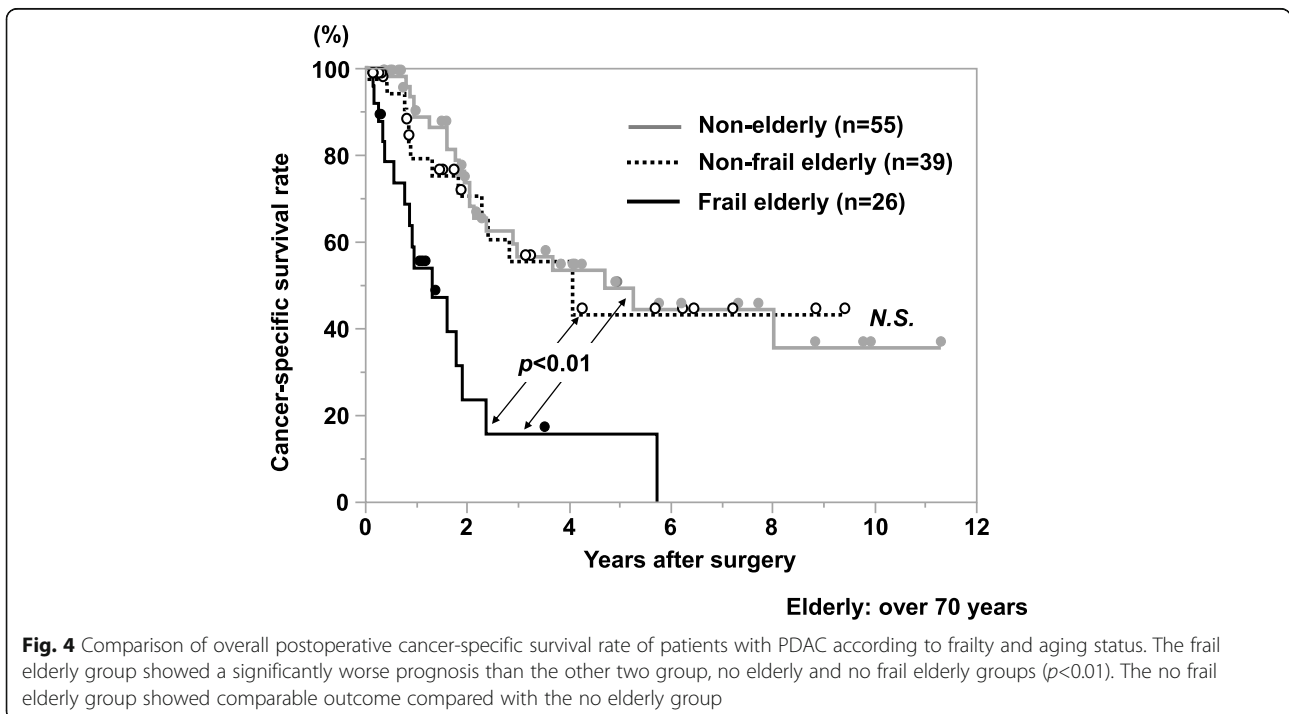 (%)
100
80
60
40
20
0
Cancer-specific survival rate
Non-elderly (n=55)
Non-frail elderly (n=39)
Frail elderly (n=26)
N.S.
p<0.01
0 2 4 6 8 10 12
Years after surgery
Elderly: over 70 years
Fig. 4 Comparison of overall postoperative cancer-specific survival rate of patients with PDAC according to frailty and aging status. The frail
elderly group showed a significantly worse prognosis than the other two group, no elderly and no frail elderly groups (p<0.01). The no frail
elderly group showed comparable outcome compared with the no elderly group